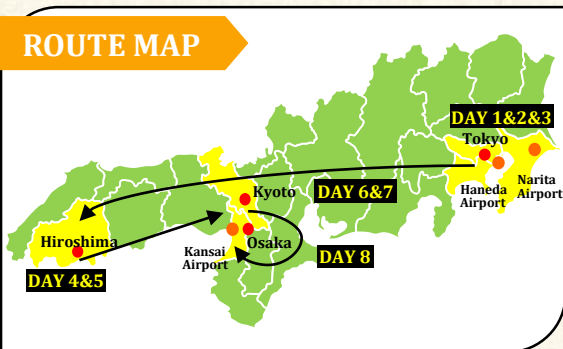 ROUTE MAP
DAY 1&2&3
Tokyo
Haneda
Airport
Narita
Airport
Kyoto
DAY 6&7
Hiroshima
Kansai
Airport
Osaka
DAY 8
DAY 4&5